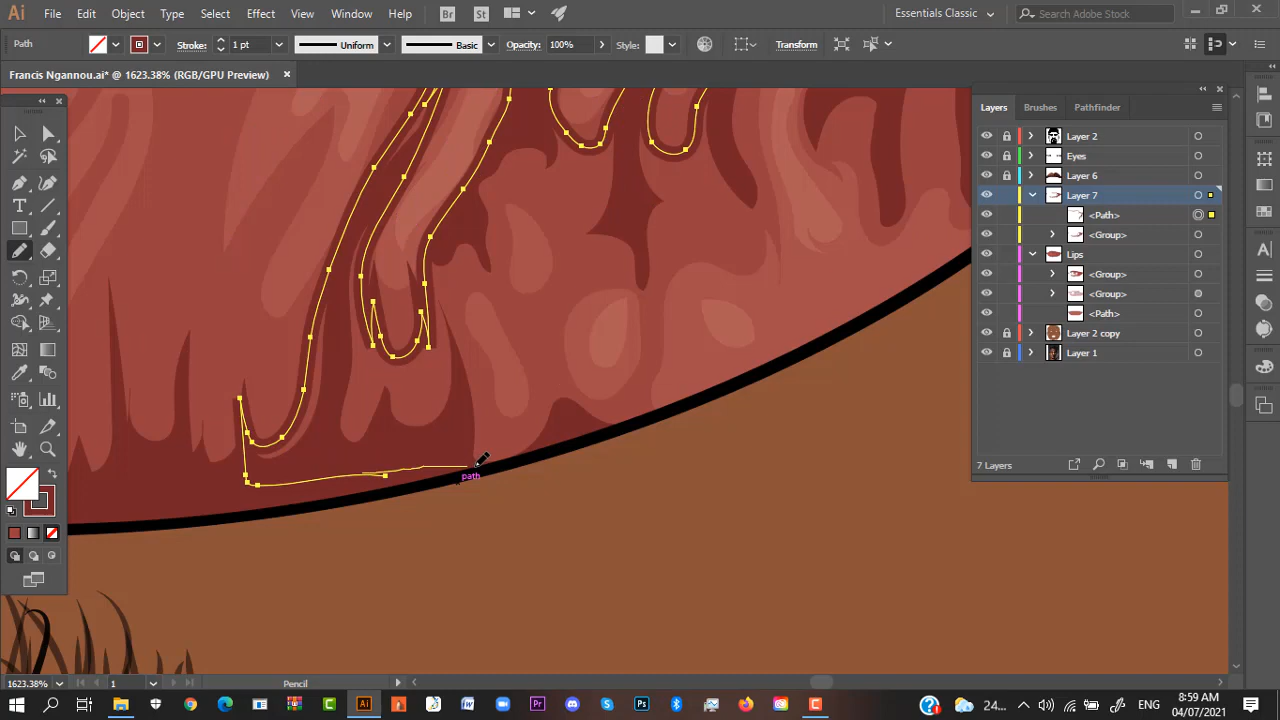 Ai File Edit Object Type Select Effect View Window Help Br St Essentials Classic Search Adobe Stock
Path Stroke: 1 pt Uniform Basic Opacity: 100% Style: Transform
Francis Ngannou.ai* @ 1623.38% (RGB/GPU Preview)
Layers Brushes Pathfinder
Layer 2
Eyes
Layer 6
Layer 7
<Path>
<Group>
Lips
<Group>
<Group>
<Path>
Layer 2 copy
Layer 1
path
7 Layers
1623.38% 1 Pencil
24... ENG 8:59 AM
04/07/2021